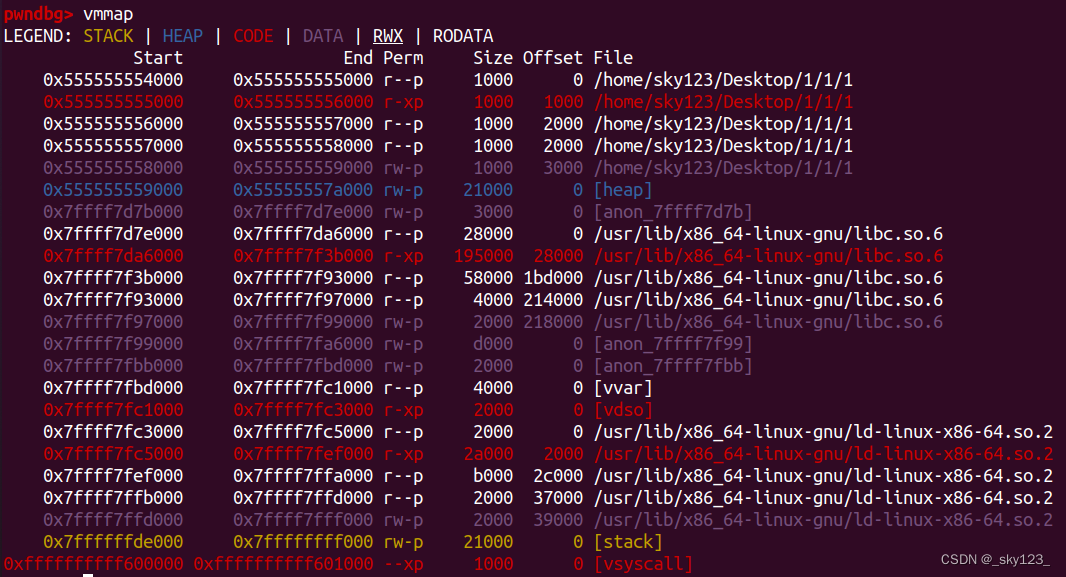 pwndbg> vmmap
LEGEND: STACK | HEAP | CODE | DATA | RWX | RODATA
Start End Perm Size Offset File
0x555555554000 0x555555555000 r--p 1000 0 /home/sky123/Desktop/1/1/1
0x555555555000 0x555555556000 r-xp 1000 1000 /home/sky123/Desktop/1/1/1
0x555555556000 0x555555557000 r--p 1000 2000 /home/sky123/Desktop/1/1/1
0x555555557000 0x555555558000 r--p 1000 2000 /home/sky123/Desktop/1/1/1
0x555555558000 0x555555559000 rw-p 1000 3000 /home/sky123/Desktop/1/1/1
0x555555559000 0x55555557a000 rw-p 21000 0 [heap]
0x7ffff7d7b000 0x7ffff7d7e000 rw-p 3000 0 [anon_7ffff7d7b]
0x7ffff7d7e000 0x7ffff7da6000 r--p 28000 0 /usr/lib/x86_64-linux-gnu/libc.so.6
0x7ffff7da6000 0x7ffff7f3b000 r-xp 195000 28000 /usr/lib/x86_64-linux-gnu/libc.so.6
0x7ffff7f3b000 0x7ffff7f93000 r--p 58000 1bd000 /usr/lib/x86_64-linux-gnu/libc.so.6
0x7ffff7f93000 0x7ffff7f97000 r--p 4000 214000 /usr/lib/x86_64-linux-gnu/libc.so.6
0x7ffff7f97000 0x7ffff7f99000 rw-p 2000 218000 /usr/lib/x86_64-linux-gnu/libc.so.6
0x7ffff7f99000 0x7ffff7fa6000 rw-p d000 0 [anon_7ffff7f99]
0x7ffff7fbb000 0x7ffff7fbd000 rw-p 2000 0 [anon_7ffff7fbb]
0x7ffff7fbd000 0x7ffff7fc1000 r--p 4000 0 [vvar]
0x7ffff7fc1000 0x7ffff7fc3000 r-xp 2000 0 [vdso]
0x7ffff7fc3000 0x7ffff7fc5000 r--p 2000 0 /usr/lib/x86_64-linux-gnu/ld-linux-x86-64.so.2
0x7ffff7fc5000 0x7ffff7fef000 r-xp 2a000 2000 /usr/lib/x86_64-linux-gnu/ld-linux-x86-64.so.2
0x7ffff7fef000 0x7ffff7ffa000 r--p b000 2c000 /usr/lib/x86_64-linux-gnu/ld-linux-x86-64.so.2
0x7ffff7ffb000 0x7ffff7ffd000 r--p 2000 37000 /usr/lib/x86_64-linux-gnu/ld-linux-x86-64.so.2
0x7ffff7ffd000 0x7ffff7fff000 rw-p 2000 39000 /usr/lib/x86_64-linux-gnu/ld-linux-x86-64.so.2
0x7ffffffde000 0x7ffffffff000 rw-p 21000 0 [stack]
0xffffffffff600000 0xffffffffff601000 --xp 1000 0 [vsyscall]
CSDN @_sky123_